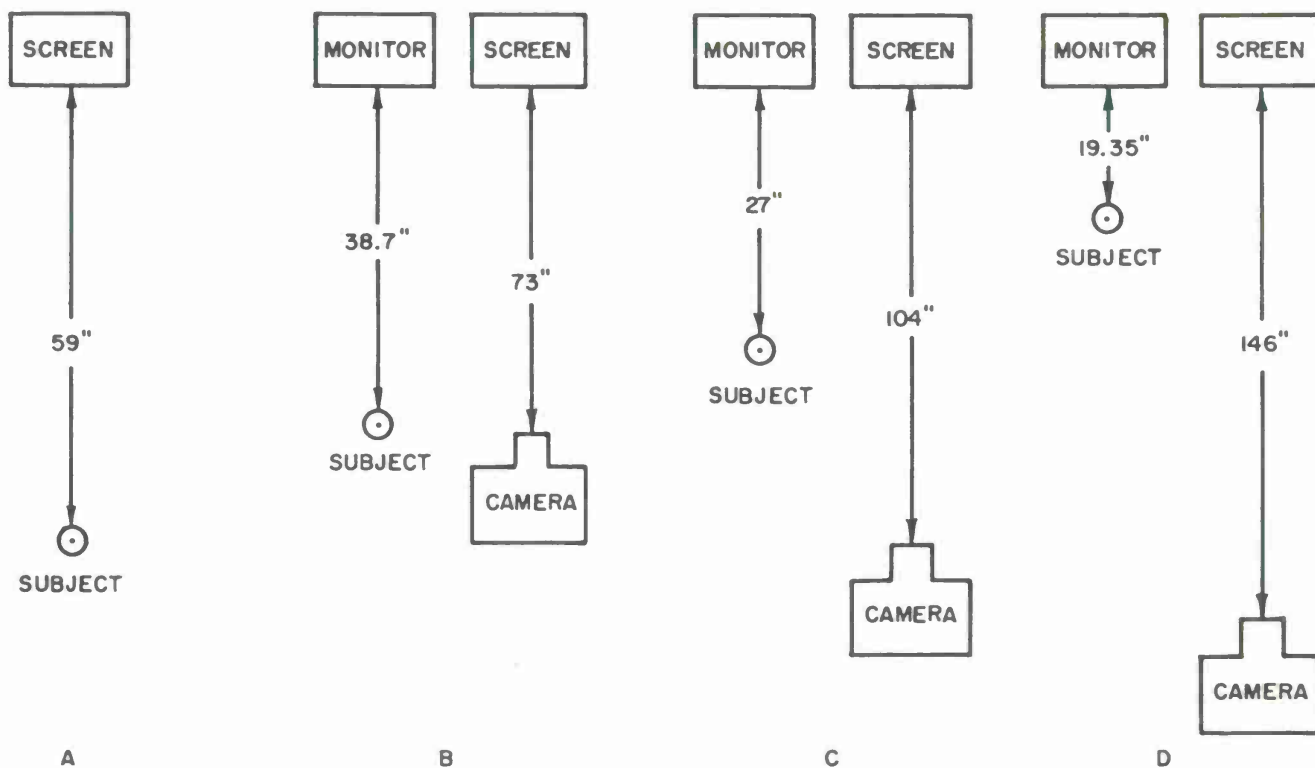 SCREEN
59"
SUBJECT
A
MONITOR
38.7"
SUBJECT
SCREEN
73"
CAMERA
B
MONITOR
27"
SUBJECT
SCREEN
104"
CAMERA
C
MONITOR
19.35"
SUBJECT
SCREEN
146"
CAMERA
D